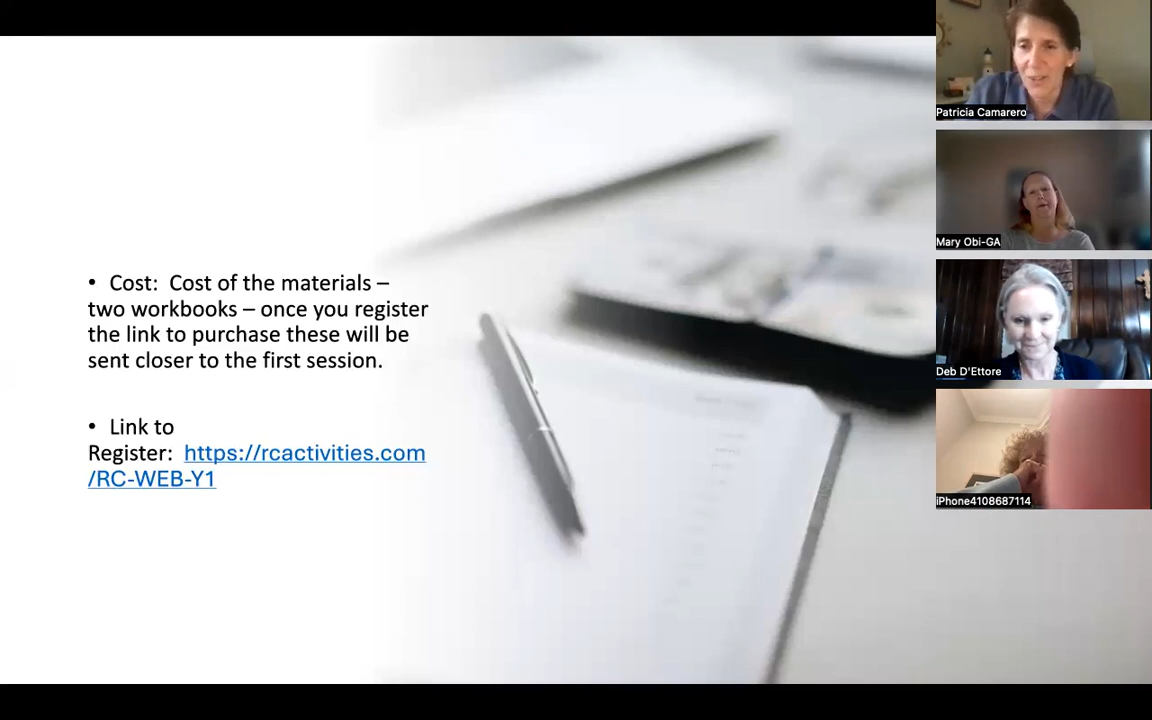 • Cost:  Cost of the materials –
two workbooks – once you register
the link to purchase these will be
sent closer to the first session.
• Link to
Register:  https://rcactivities.com
/RC-WEB-Y1
Patricia Camarero
Mary Obi-GA
Deb D'Ettore
iPhone4108687114